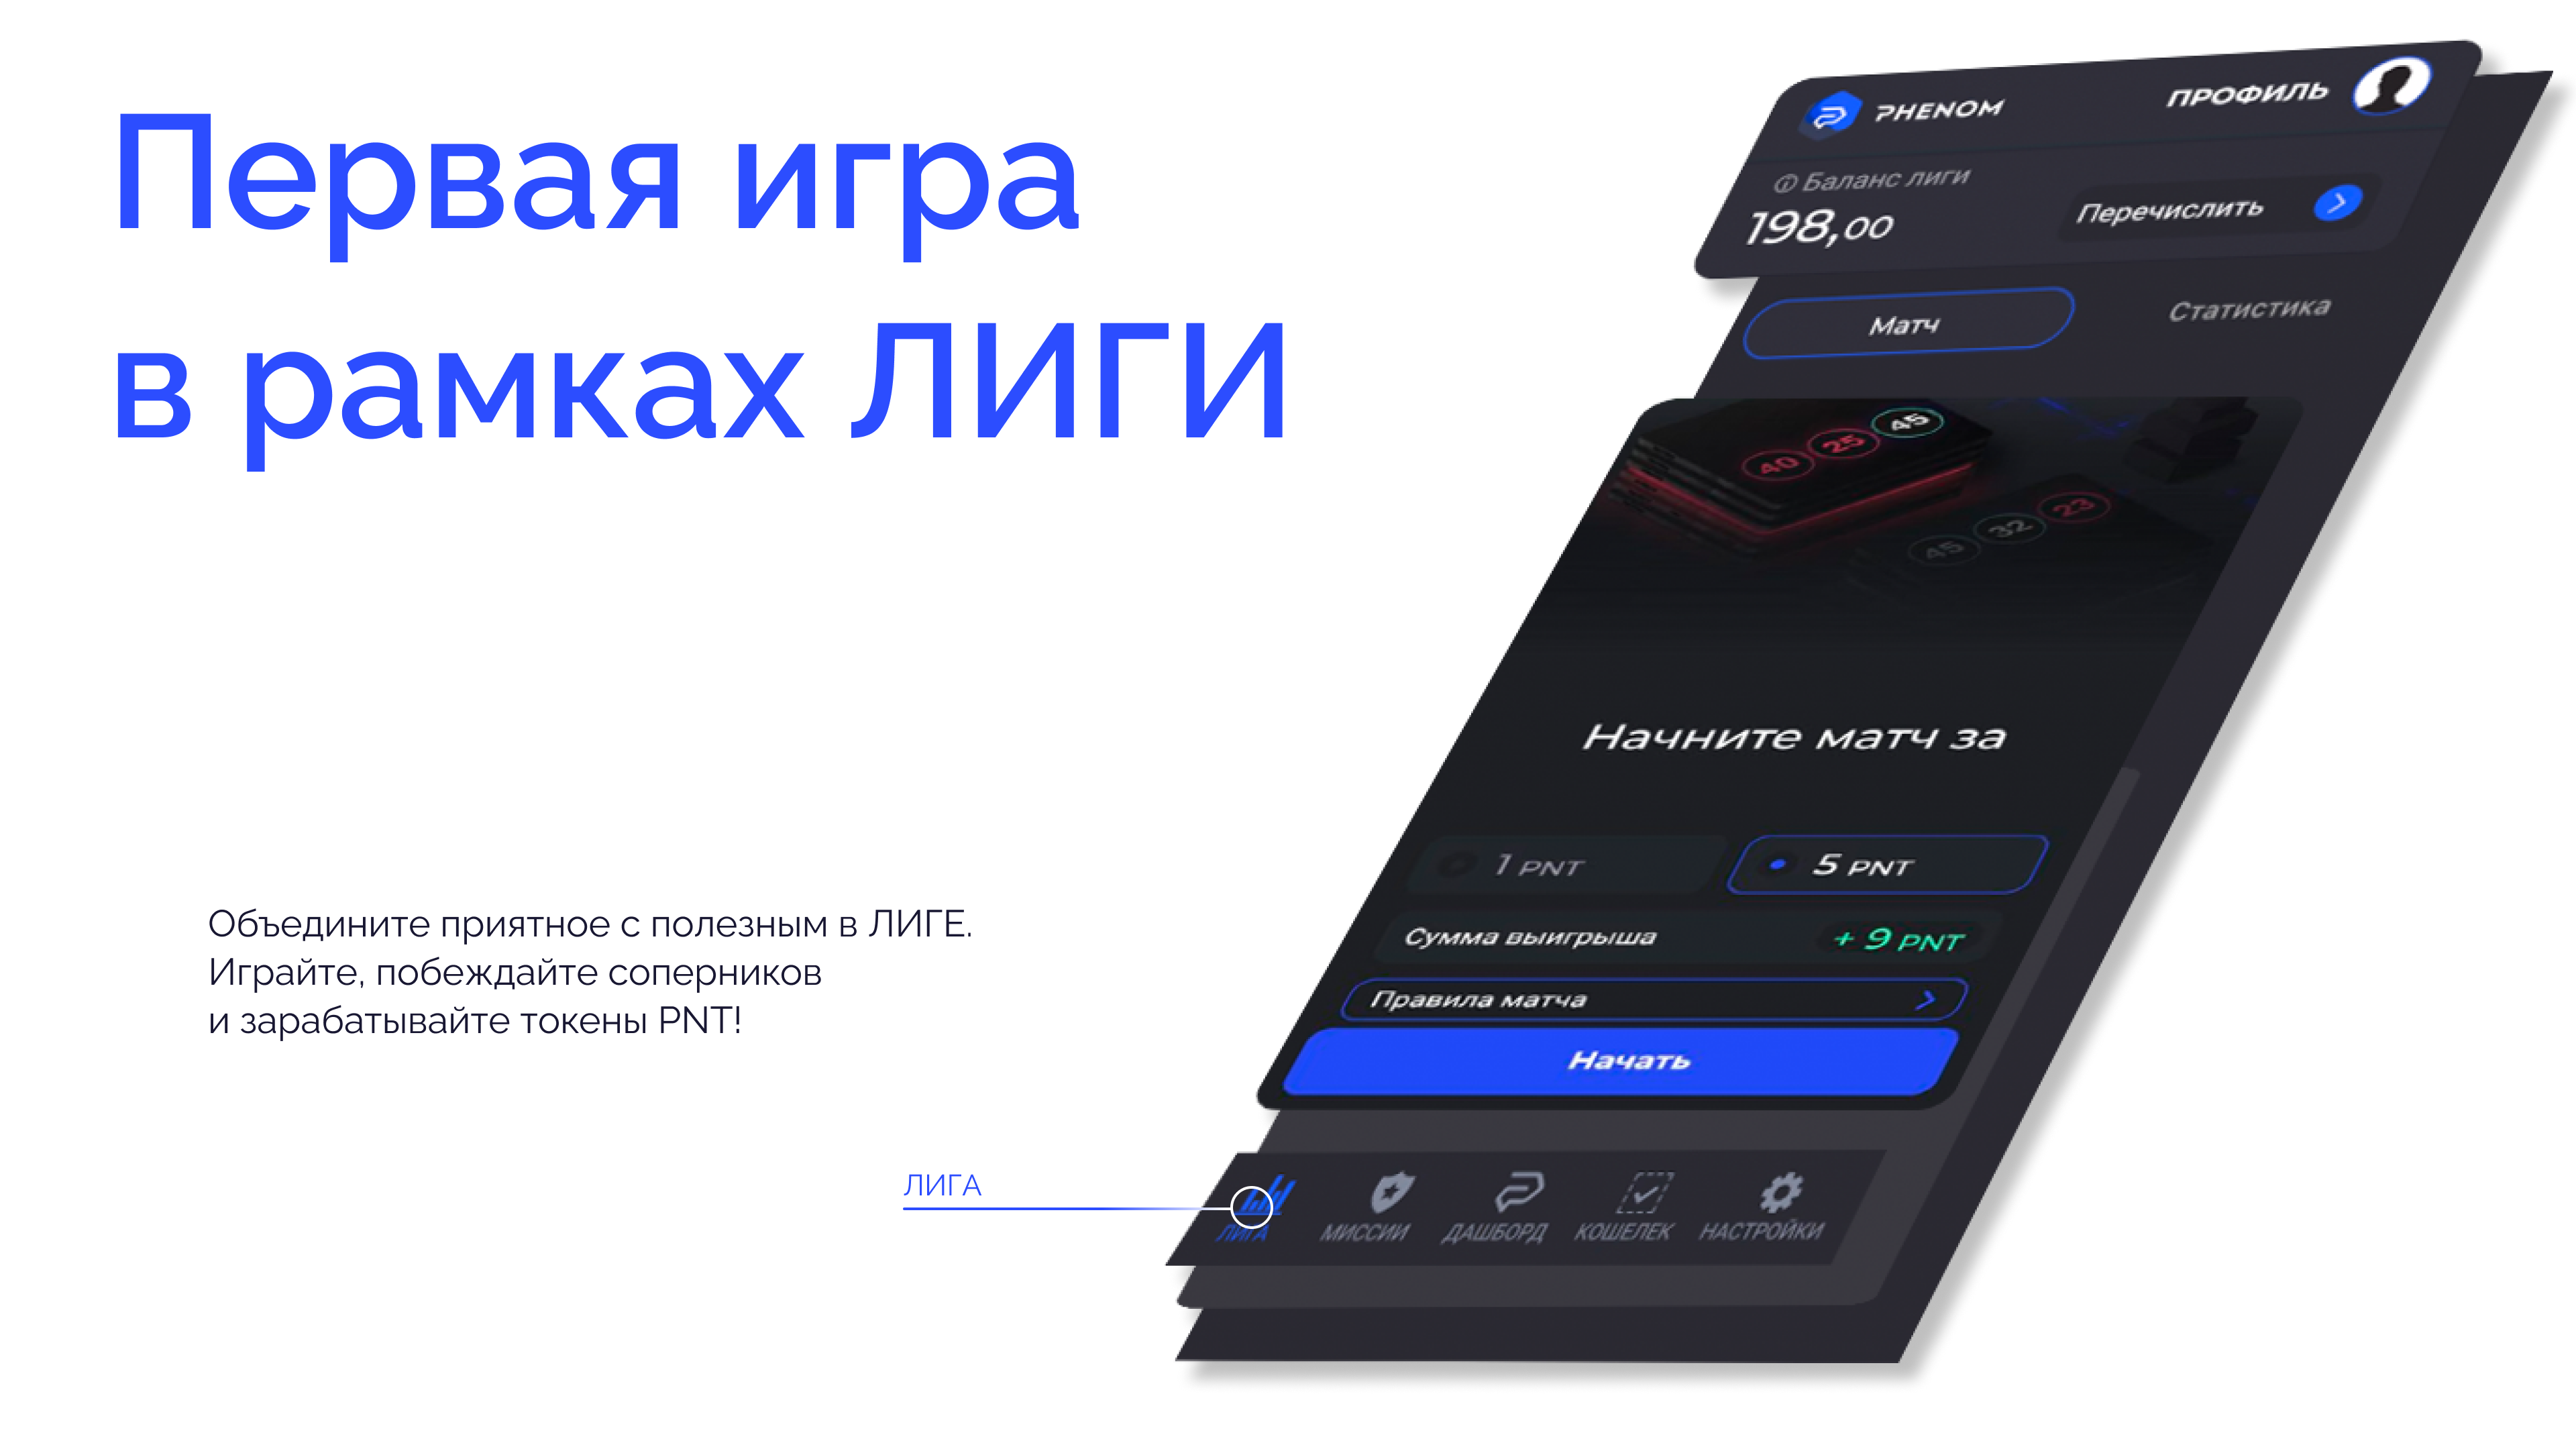 Первая игра
в рамках ЛИГИ
Объедините приятное с полезным в ЛИГЕ.
Играйте, побеждайте соперников
и зарабатывайте токены PNT!
ЛИГА
PHENOM
ПРОФИЛЬ
Баланс лиги
198,00
Перечислить
Матч
Статистика
40 25 45
45 32 23
Начните матч за
1 PNT
5 PNT
Сумма выигрыша
+ 9 PNT
Правила матча
Начать
ЛИГА
МИССИИ
ДАШБОРД
КОШЕЛЕК
НАСТРОЙКИ